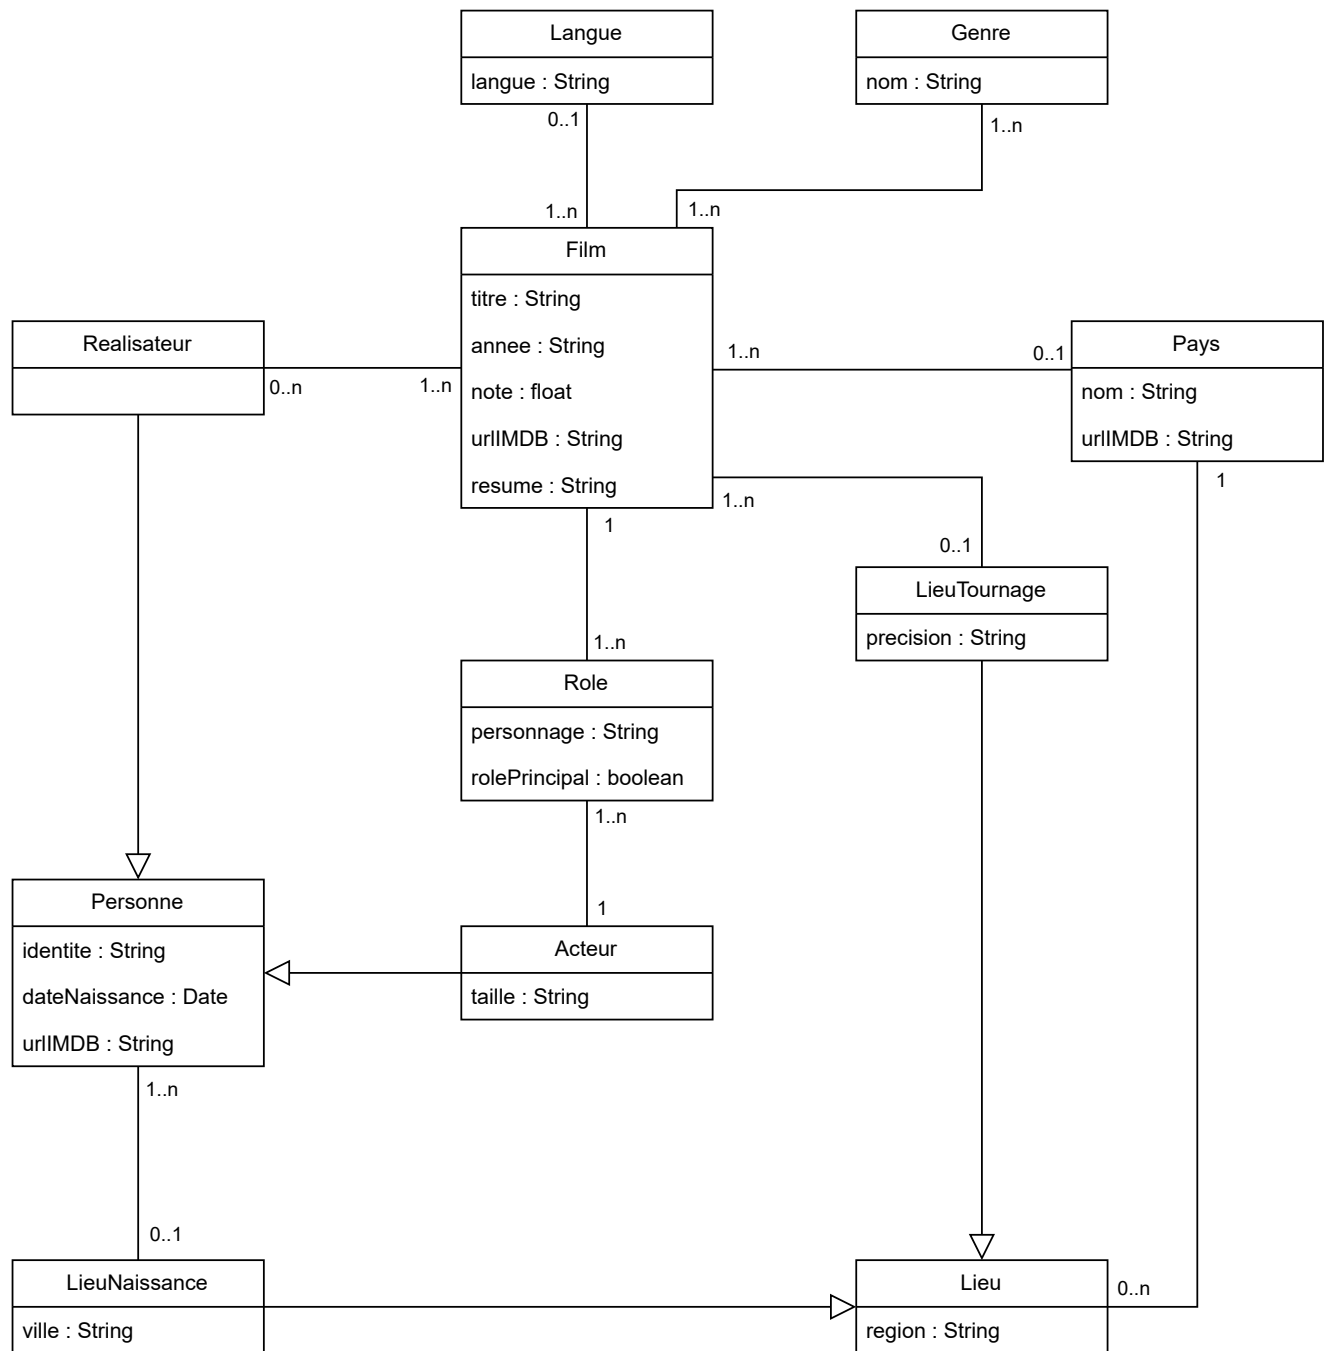 Langue
langue : String
0..1
1..n
Genre
nom : String
1..n
1..n
Film
titre : String
annee : String
note : float
urlIMDB : String
resume : String
Realisateur
0..n
1..n
1..n
0..1
Pays
nom : String
urlIMDB : String
1
1..n
0..1
LieuTournage
precision : String
1
1..n
Role
personnage : String
rolePrincipal : boolean
1..n
1
Personne
identite : String
dateNaissance : Date
urlIMDB : String
Acteur
taille : String
1..n
0..1
LieuNaissance
ville : String
Lieu
region : String
0..n